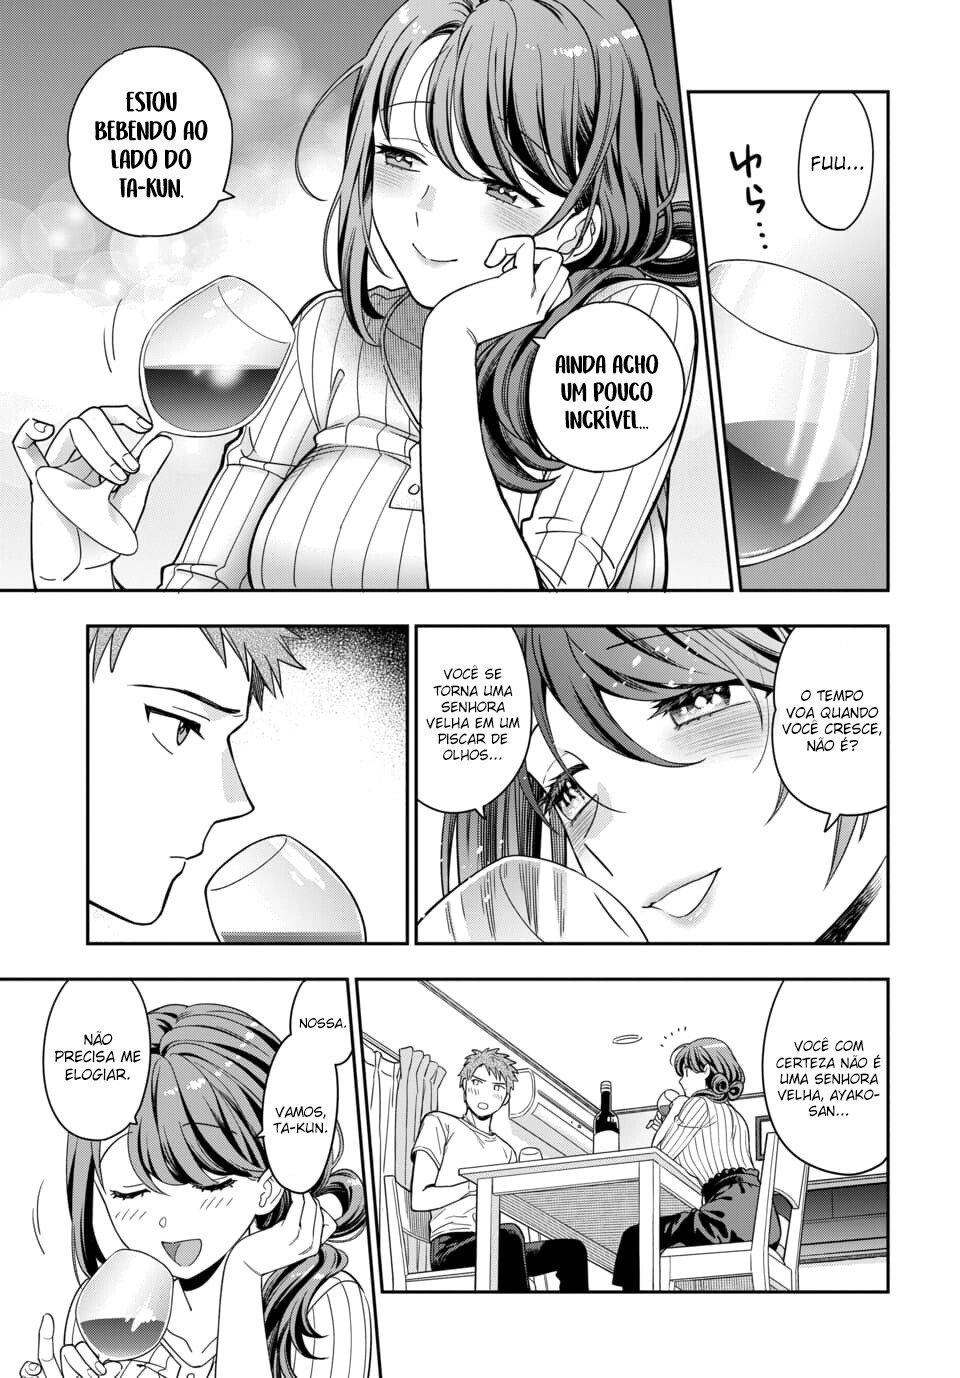 FUU...
ゆら…
AINDA ACHO
UM POUCO
INCRÍVEL...
ESTOU
BEBENDO AO
LADO DO
TA-KUN.
O TEMPO
VOA QUANDO
VOCÊ CRESCE,
NÃO É?
VOCÊ SE
TORNA UMA
SENHORA
VELHA EM UM
PISCAR DE
OLHOS...
VOCÊ COM
CERTEZA NÃO É
UMA SENHORA
VELHA, AYAKO-
SAN...
NOSSA.
VAMOS,
TA-KUN.
NÃO
PRECISA ME
ELOGIAR.